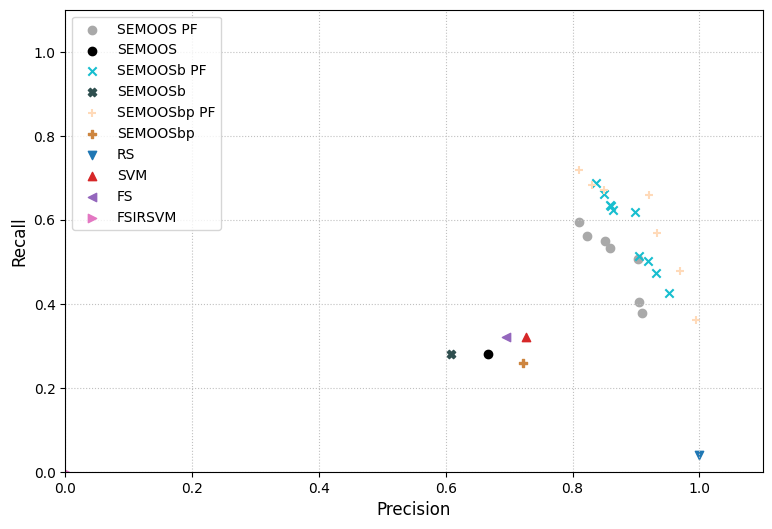 SEMOOS PF
SEMOOS
SEMOOSb PF
SEMOOSb
SEMOOSbp PF
SEMOOSbp
RS
SVM
FS
FSIRSVM
1.0
0.8
0.6
0.4
0.2
0.0
Recall
0.0 0.2 0.4 0.6 0.8 1.0
Precision